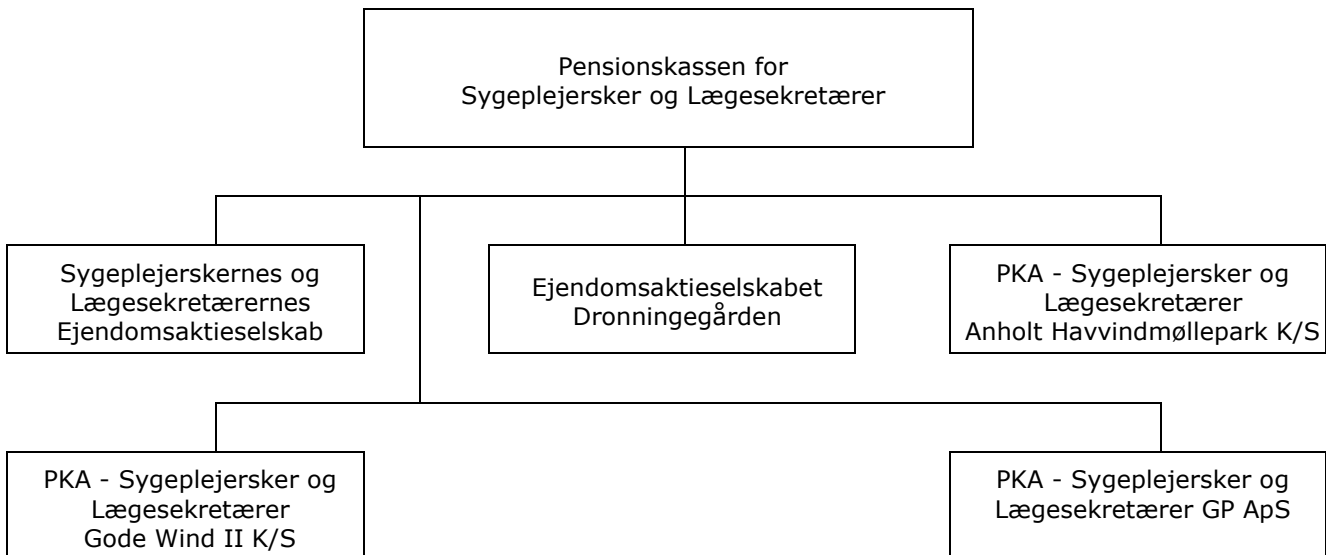 Pensionskassen for
Sygeplejersker og Lægesekretærer
Sygeplejerskernes og
Lægesekretærernes
Ejendomsaktieselskab
Ejendomsaktieselskabet
Dronningegården
PKA - Sygeplejersker og
Lægesekretærer
Anholt Havvindmøllepark K/S
PKA - Sygeplejersker og
Lægesekretærer
Gode Wind II K/S
PKA - Sygeplejersker og
Lægesekretærer GP ApS